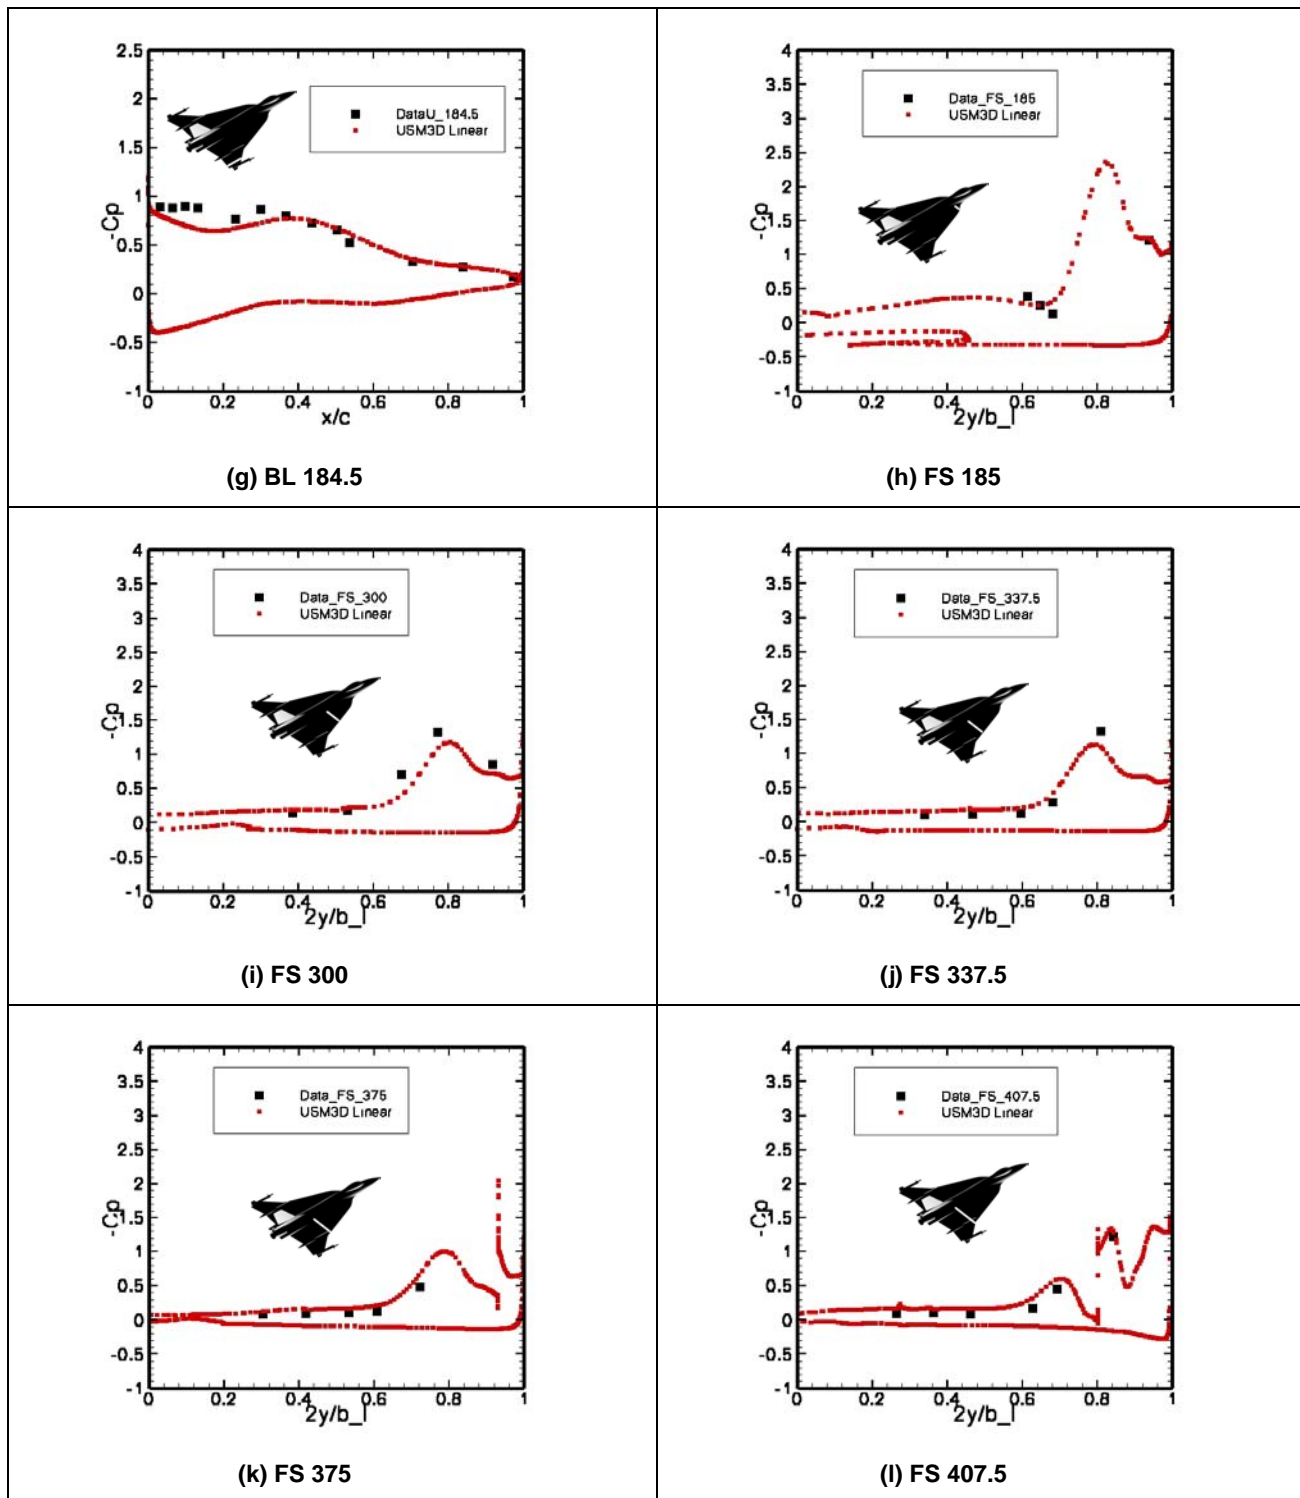 2.5
2
1.5
1
0.5
0
-0.5
-1
-Cp
DataU_184.5
USM3D Linear
0 0.2 0.4 0.6 0.8 1
x/c
(g) BL 184.5
4
3.5
3
2.5
2
1.5
1
0.5
0
-0.5
-1
-Cp
Data_FS_185
USM3D Linear
0 0.2 0.4 0.6 0.8 1
2y/b_l
(h) FS 185
4
3.5
3
2.5
2
1.5
1
0.5
0
-0.5
-1
-Cp
Data_FS_300
USM3D Linear
0 0.2 0.4 0.6 0.8 1
2y/b_l
(i) FS 300
4
3.5
3
2.5
2
1.5
1
0.5
0
-0.5
-1
-Cp
Data_FS_337.5
USM3D Linear
0 0.2 0.4 0.6 0.8 1
2y/b_l
(j) FS 337.5
4
3.5
3
2.5
2
1.5
1
0.5
0
-0.5
-1
-Cp
Data_FS_375
USM3D Linear
0 0.2 0.4 0.6 0.8 1
2y/b_l
(k) FS 375
4
3.5
3
2.5
2
1.5
1
0.5
0
-0.5
-1
-Cp
Data_FS_407.5
USM3D Linear
0 0.2 0.4 0.6 0.8 1
2y/b_l
(l) FS 407.5